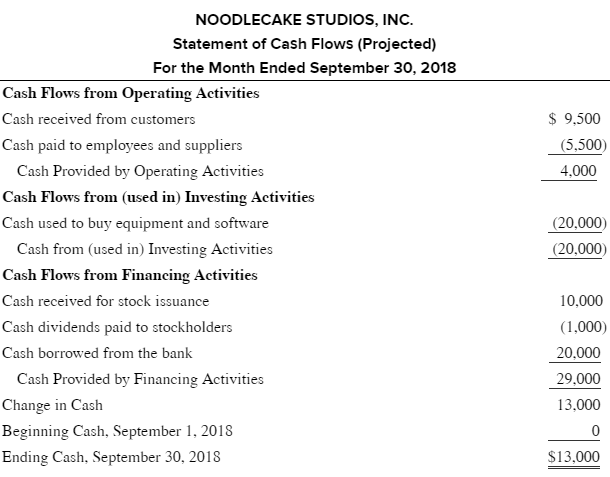 NOODLECAKE STUDIOS, INC.
Statement of Cash Flows (Projected)
For the Month Ended September 30, 2018
Cash Flows from Operating Activities
Cash received from customers $ 9,500
Cash paid to employees and suppliers (5,500)
Cash Provided by Operating Activities 4,000
Cash Flows from (used in) Investing Activities
Cash used to buy equipment and software (20,000)
Cash from (used in) Investing Activities (20,000)
Cash Flows from Financing Activities
Cash received for stock issuance 10,000
Cash dividends paid to stockholders (1,000)
Cash borrowed from the bank 20,000
Cash Provided by Financing Activities 29,000
Change in Cash 13,000
Beginning Cash, September 1, 2018 0
Ending Cash, September 30, 2018 $13,000